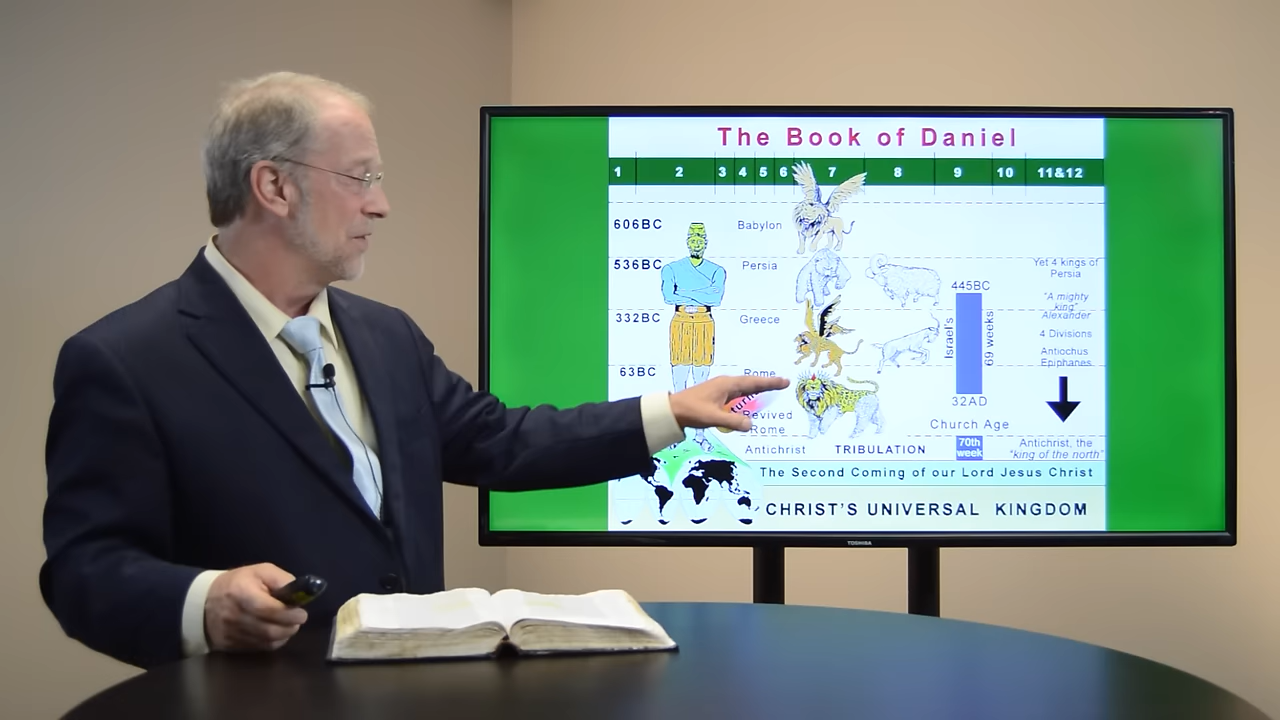 The Book of Daniel
1 2 3 4 5 6 7 8 9 10 11&12
606BC Babylon
536BC Persia
Yet 4 kings of
Persia
445BC
"A mighty
king"
Alexander
332BC Greece
Israel's
69 weeks
4 Divisions
Antiochus
Epiphanes
63BC Rome
32AD
Revived
Rome
Church Age
Antichrist TRIBULATION
70th
week
Antichrist, the
"king of the north"
The Second Coming of our Lord Jesus Christ
CHRIST'S UNIVERSAL KINGDOM
TOSHIBA